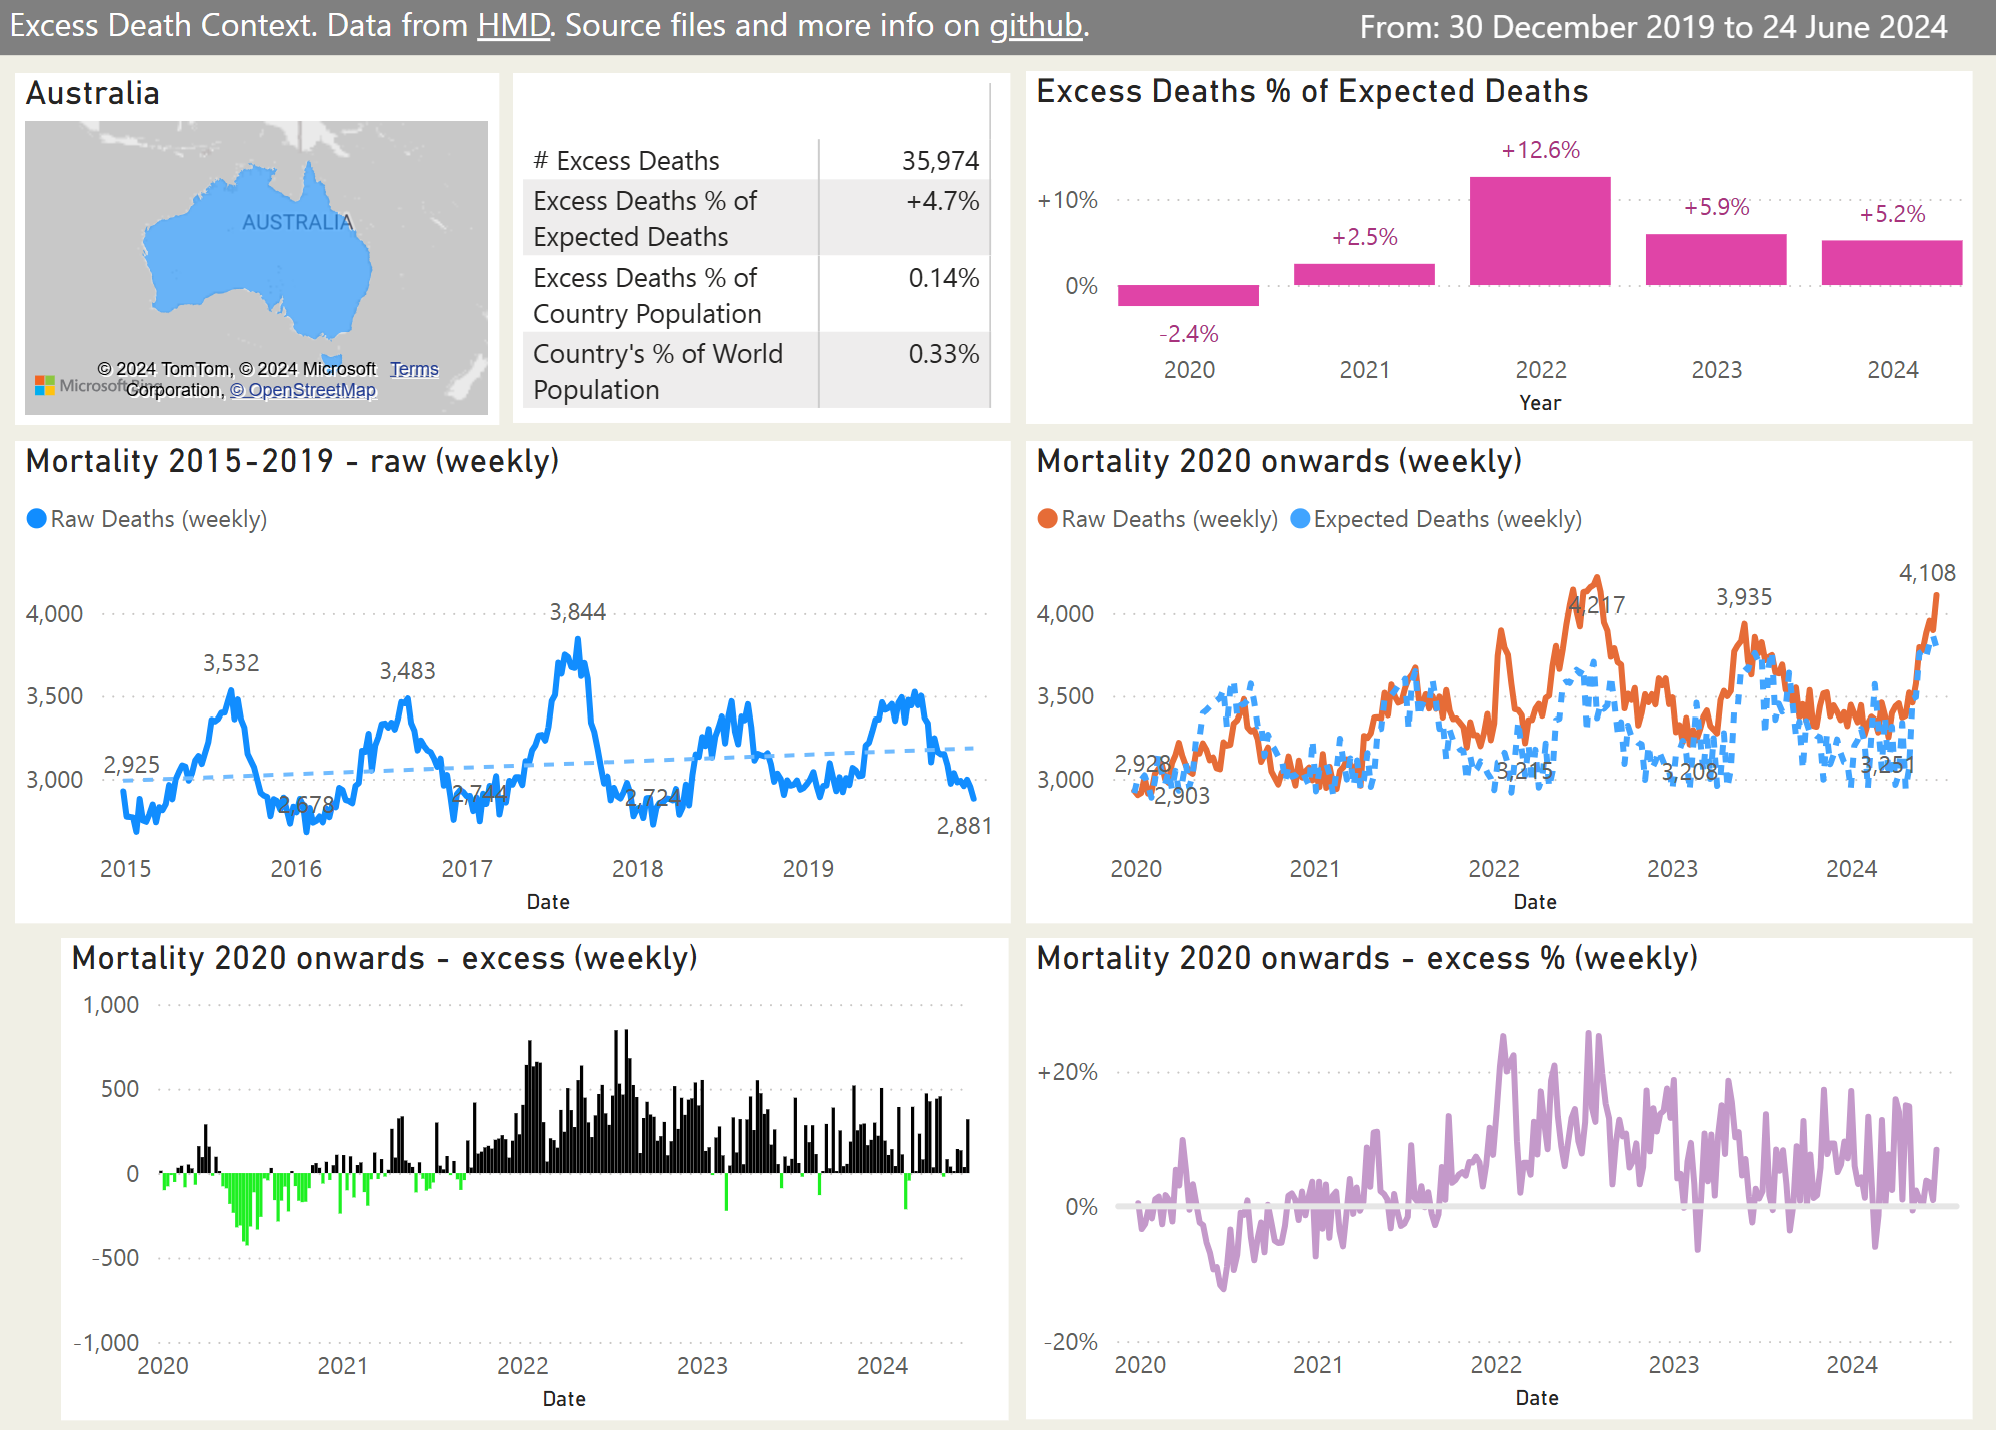 Excess Death Context. Data from HMD. Source files and more info on github.
From: 30 December 2019 to 24 June 2024
Australia
AUSTRALIA
© 2024 TomTom, © 2024 Microsoft Terms
Corporation, © OpenStreetMap
Microsoft Bing
# Excess Deaths 35,974
Excess Deaths % of +4.7%
Expected Deaths
Excess Deaths % of 0.14%
Country Population
Country's % of World 0.33%
Population
Excess Deaths % of Expected Deaths
+12.6%
+10%
+5.9%
+5.2%
+2.5%
0%
-2.4%
2020 2021 2022 2023 2024
Year
Mortality 2015-2019 - raw (weekly)
Raw Deaths (weekly)
4,000
3,844
3,532
3,483
3,500
2,925
3,000
2,678
2,744
2,724
2,881
2015 2016 2017 2018 2019
Date
Mortality 2020 onwards (weekly)
Raw Deaths (weekly) Expected Deaths (weekly)
4,108
4,000
4,217
3,935
3,500
2,928
3,000
2,903
3,215
3,208
3,251
2020 2021 2022 2023 2024
Date
Mortality 2020 onwards - excess (weekly)
1,000
500
0
-500
-1,000
2020 2021 2022 2023 2024
Date
Mortality 2020 onwards - excess % (weekly)
+20%
0%
-20%
2020 2021 2022 2023 2024
Date